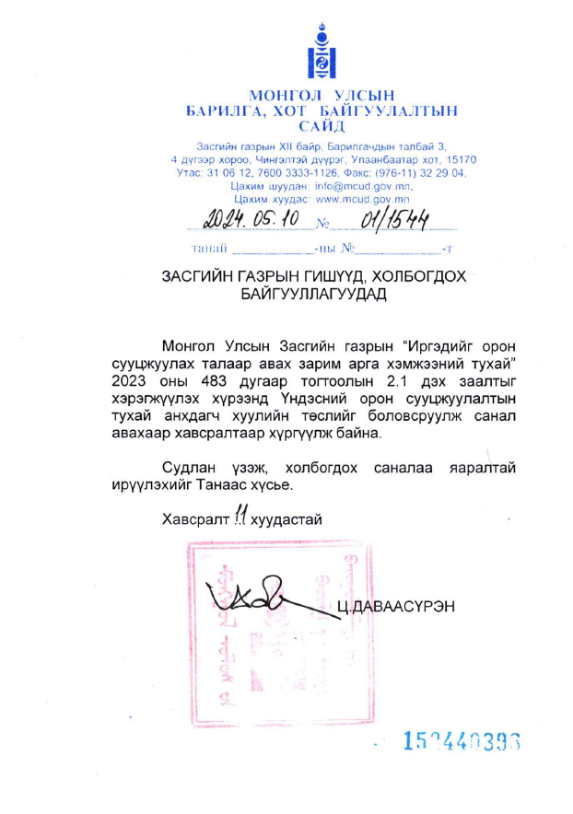 МОНГОЛ УЛСЫН
БАРИЛГА, ХОТ БАЙГУУЛАЛТЫН
САЙД
Засгийн газрын XII байр, Барилгачдын талбай 3,
4 дүгээр хороо, Чингэлтэй дүүрэг, Улаанбаатар хот, 15170
Утас: 31 06 12, 7600 3333-1126, Факс: (976-11) 32 29 04,
Цахим шуудан: info@mcud.gov.mn,
Цахим хуудас: www.mcud.gov.mn
2024. 05. 10 № 01/1544
танай ____________-ны №____________-т
ЗАСГИЙН ГАЗРЫН ГИШҮҮД, ХОЛБОГДОХ
БАЙГУУЛЛАГУУДАД
Монгол Улсын Засгийн газрын "Иргэдийг орон
сууцжуулах талаар авах зарим арга хэмжээний тухай"
2023 оны 483 дугаар тогтоолын 2.1 дэх заалтыг
хэрэгжүүлэх хүрээнд Үндэсний орон сууцжуулалтын
тухай анхдагч хуулийн төслийг боловсруулж санал
авахаар хавсралтаар хүргүүлж байна.
Судлан үзэж, холбогдох саналаа яаралтай
ирүүлэхийг Танаас хүсье.
Хавсралт 11 хуудастай
Ц.ДАВААСҮРЭН